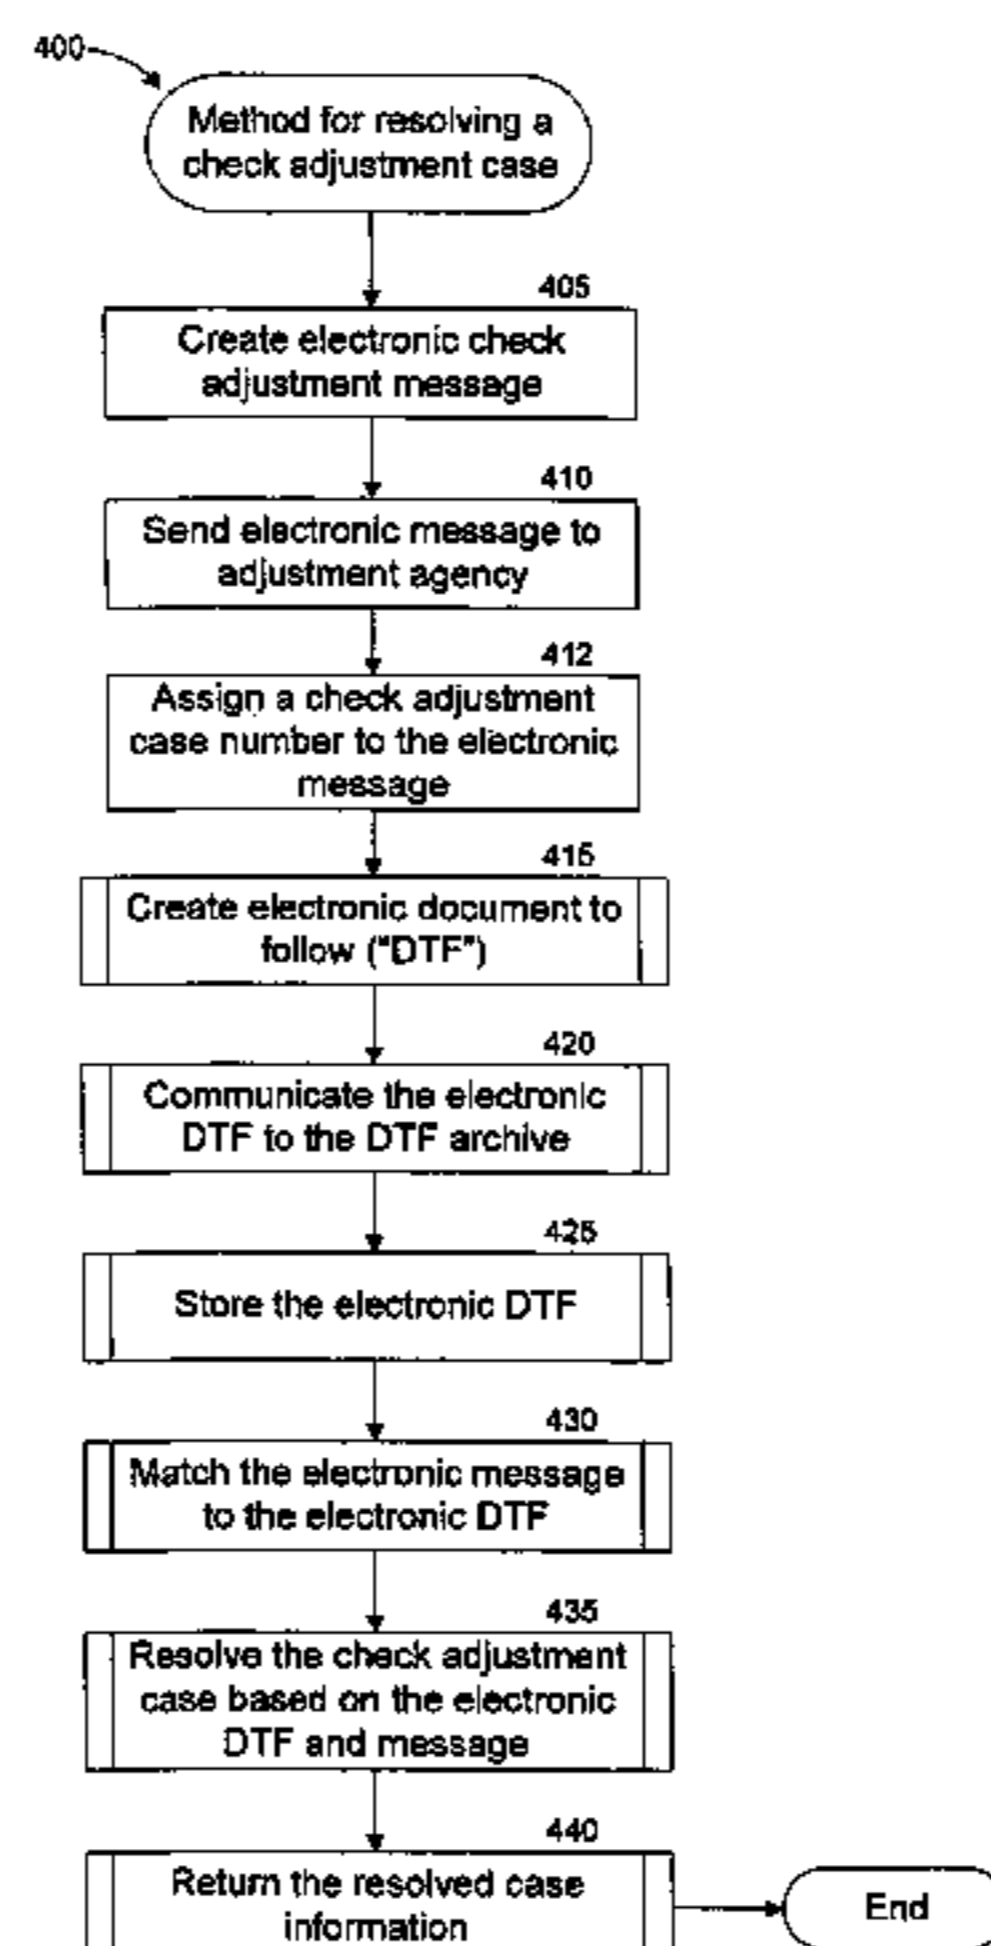 400
Method for resolving a
check adjustment case
405
Create electronic check
adjustment message
410
Send electronic message to
adjustment agency
412
Assign a check adjustment
case number to the electronic
message
415
Create electronic document to
follow ("DTF")
420
Communicate the electronic
DTF to the DTF archive
425
Store the electronic DTF
430
Match the electronic message
to the electronic DTF
435
Resolve the check adjustment
case based on the electronic
DTF and message
440
Return the resolved case
information
End